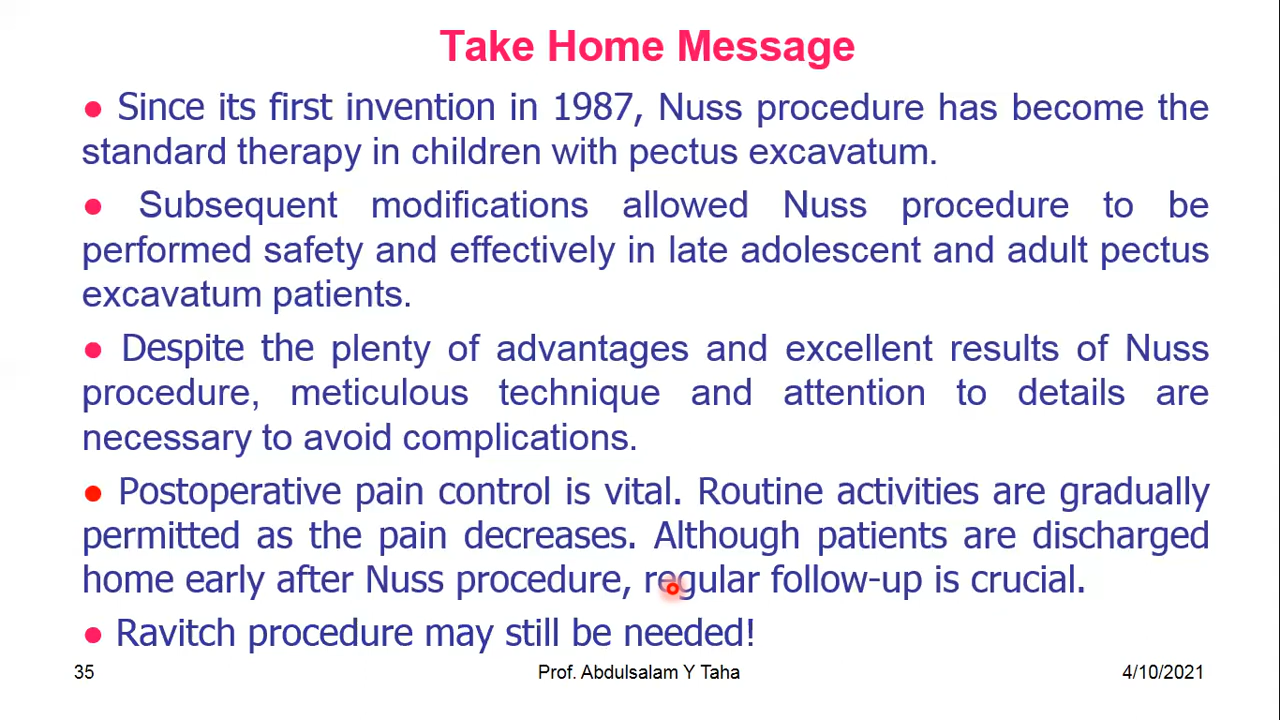 Take Home Message
● Since its first invention in 1987, Nuss procedure has become the
standard therapy in children with pectus excavatum.
● Subsequent modifications allowed Nuss procedure to be
performed safety and effectively in late adolescent and adult pectus
excavatum patients.
● Despite the plenty of advantages and excellent results of Nuss
procedure, meticulous technique and attention to details are
necessary to avoid complications.
● Postoperative pain control is vital. Routine activities are gradually
permitted as the pain decreases. Although patients are discharged
home early after Nuss procedure, regular follow-up is crucial.
● Ravitch procedure may still be needed!
35 Prof. Abdulsalam Y Taha 4/10/2021